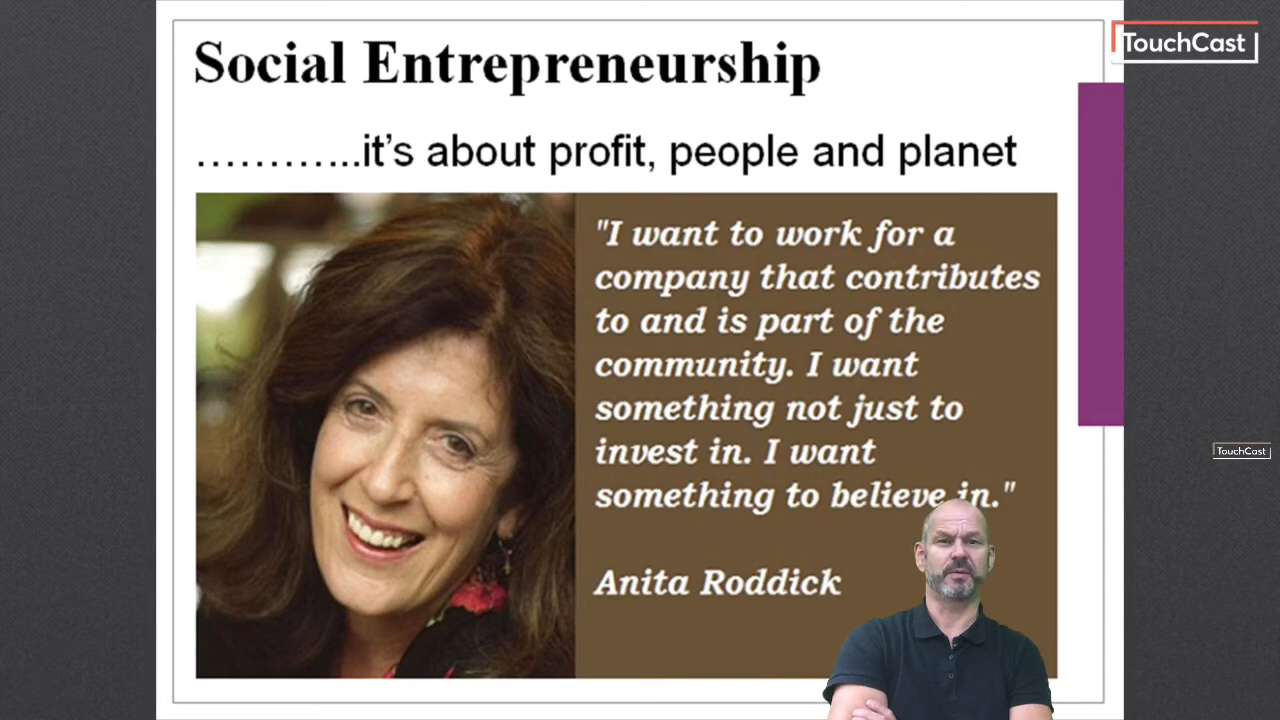 Social Entrepreneurship
…………..it’s about profit, people and planet
"I want to work for a
company that contributes
to and is part of the
community. I want
something not just to
invest in. I want
something to believe in."
Anita Roddick
TouchCast
TouchCast